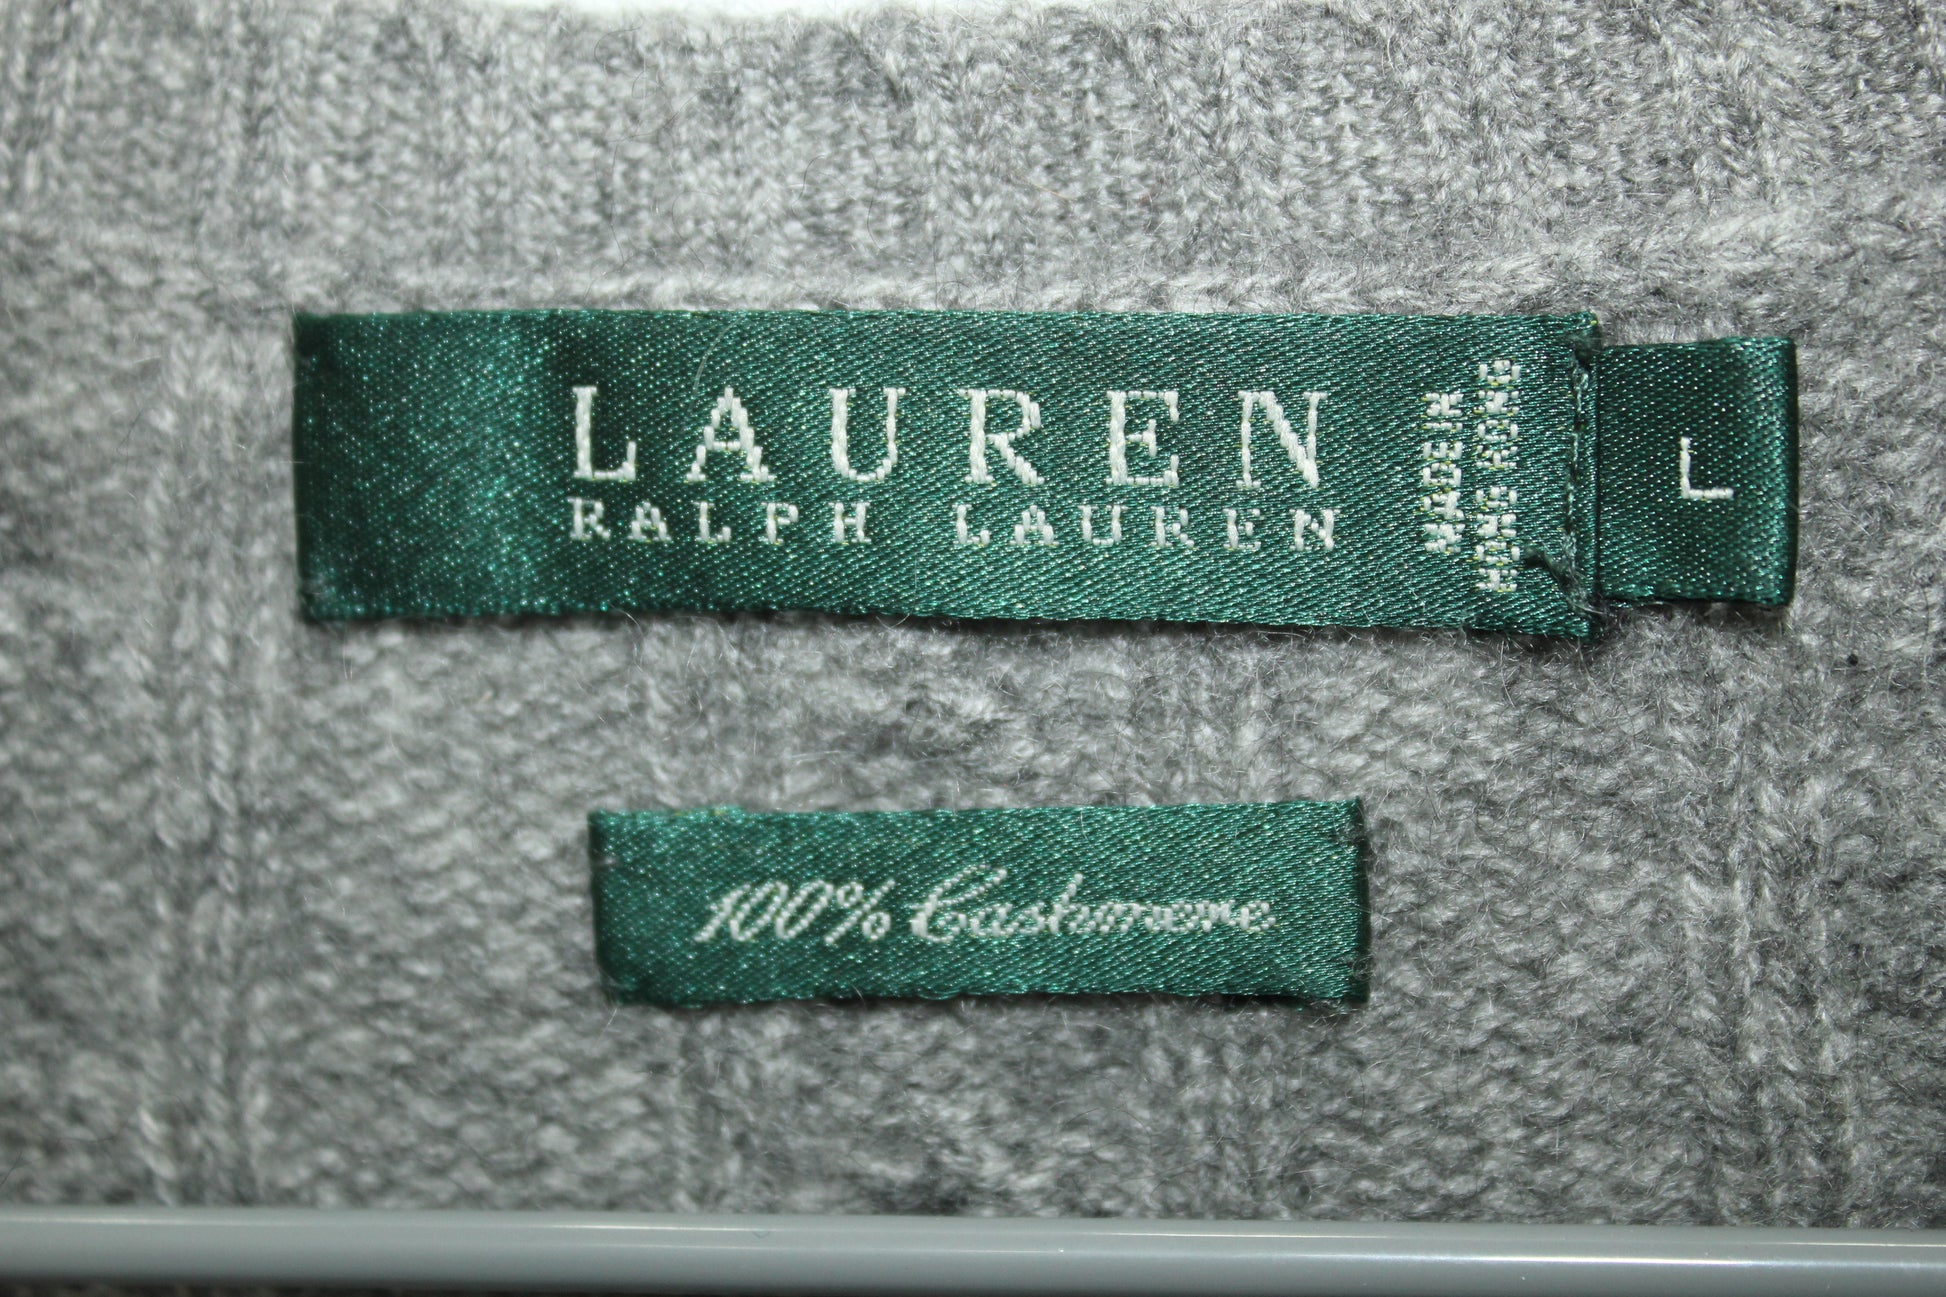 LAUREN
RALPH LAUREN
MADE IN
HONG KONG
L
100% Cashmere